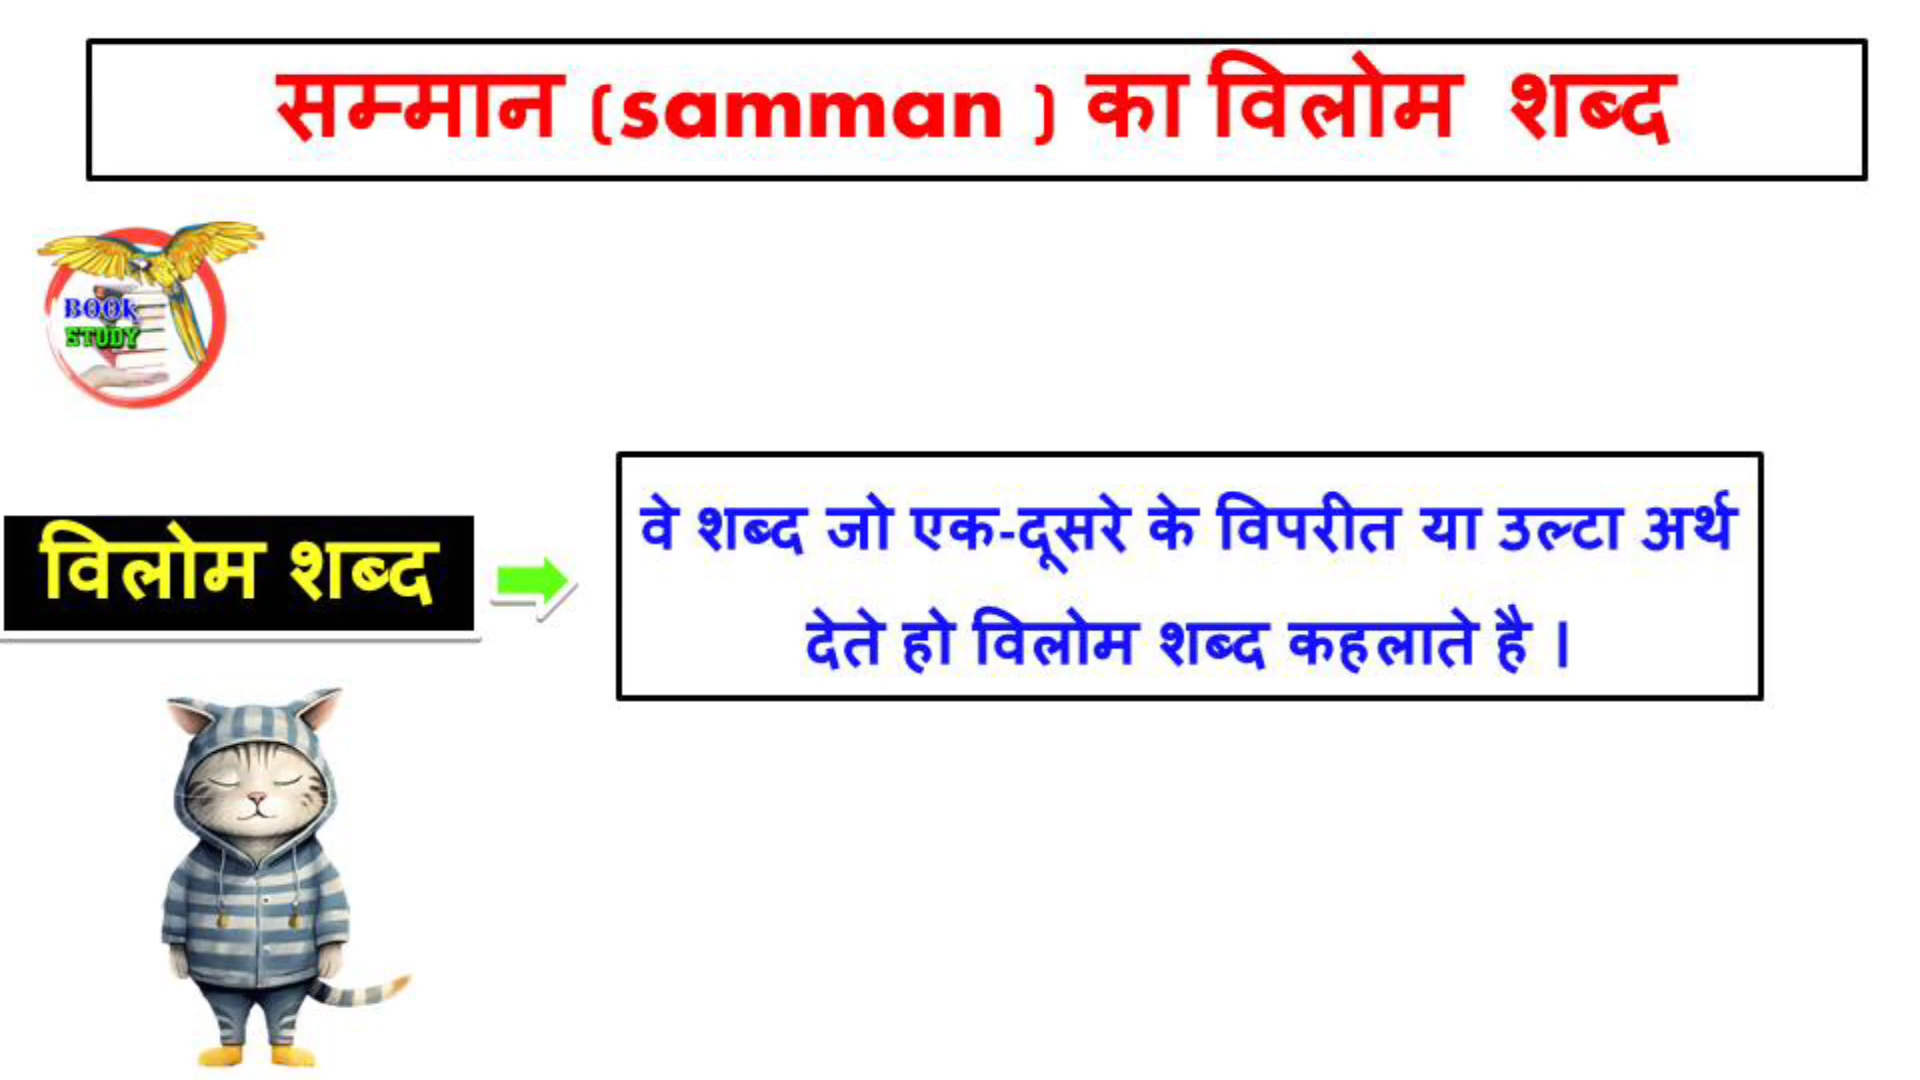 सम्मान (samman ) का विलोम  शब्द
BOOK
STUDY
विलोम शब्द
वे शब्द जो एक-दूसरे के विपरीत या उल्टा अर्थ
देते हो विलोम शब्द कहलाते है ।